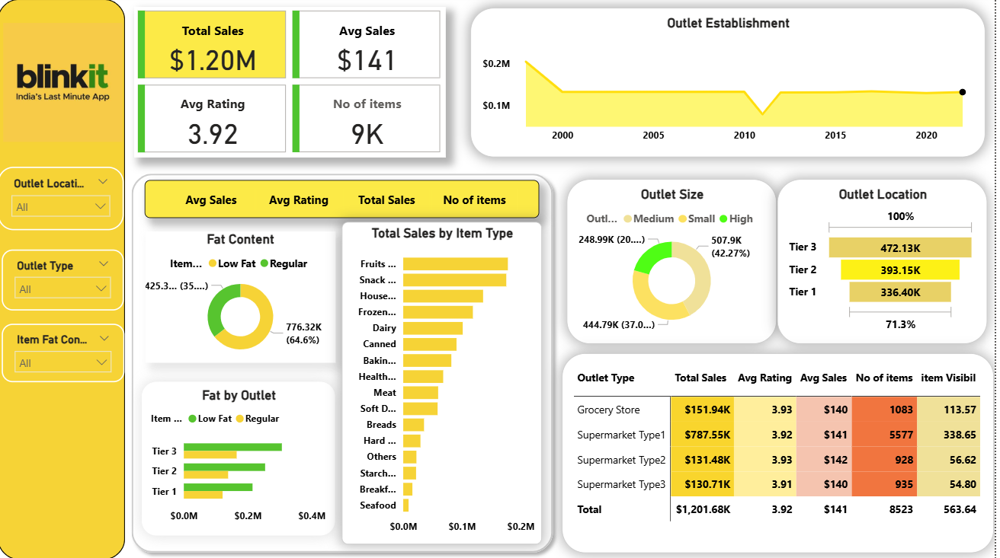 blinkit
India's Last Minute App
Outlet Locati...
All
Outlet Type
All
Item Fat Con...
All
Total Sales
$1.20M
Avg Sales
$141
Avg Rating
3.92
No of items
9K
Outlet Establishment
$0.2M
$0.1M
2000 2005 2010 2015 2020
Avg Sales Avg Rating Total Sales No of items
Fat Content
Item... Low Fat Regular
425.3... (35....)
776.32K
(64.6%)
Fat by Outlet
Item ... Low Fat Regular
Tier 3
Tier 2
Tier 1
$0.0M $0.2M $0.4M
Total Sales by Item Type
Fruits ...
Snack ...
House...
Frozen...
Dairy
Canned
Bakin...
Health...
Meat
Soft D...
Breads
Hard ...
Others
Starch...
Breakf...
Seafood
$0.0M $0.1M $0.2M
Outlet Size
Outl... Medium Small High
248.99K (20....)
507.9K
(42.27%)
444.79K (37.0...)
Outlet Location
100%
Tier 3 472.13K
Tier 2 393.15K
Tier 1 336.40K
71.3%
Outlet Type Total Sales Avg Rating Avg Sales No of items item Visibil
Grocery Store $151.94K 3.93 $140 1083 113.57
Supermarket Type1 $787.55K 3.92 $141 5577 338.65
Supermarket Type2 $131.48K 3.93 $142 928 56.62
Supermarket Type3 $130.71K 3.91 $140 935 54.80
Total $1,201.68K 3.92 $141 8523 563.64